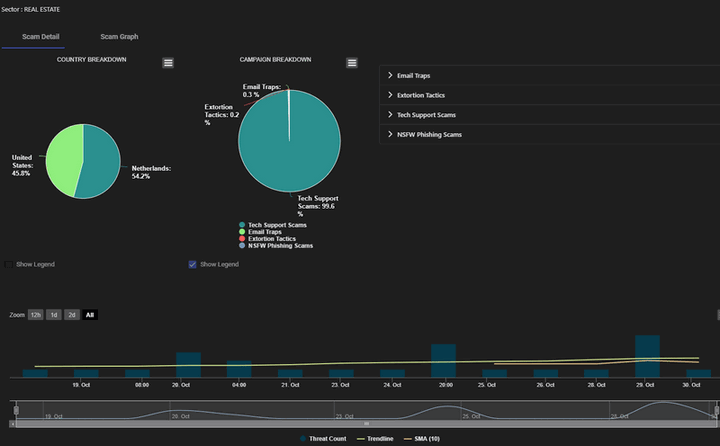 Sector : REAL ESTATE
Scam Detail
Scam Graph
COUNTRY BREAKDOWN
United
States:
45.8%
Netherlands:
54.2%
Show Legend
CAMPAIGN BREAKDOWN
Email Traps:
0.3 %
Extortion
Tactics: 0.2
%
Tech Support
Scams: 99.6
%
Tech Support Scams
Email Traps
Extortion Tactics
NSFW Phishing Scams
Show Legend
Email Traps
Extortion Tactics
Tech Support Scams
NSFW Phishing Scams
Zoom 12h 1d 2d All
19. Oct 08:00 20. Oct 04:00 21. Oct 23. Oct 24. Oct 20:00 25. Oct 26. Oct 28. Oct 29. Oct 30. Oct
19. Oct 20. Oct 23. Oct 25. Oct 28. Oct
Threat Count Trendline SMA (10)